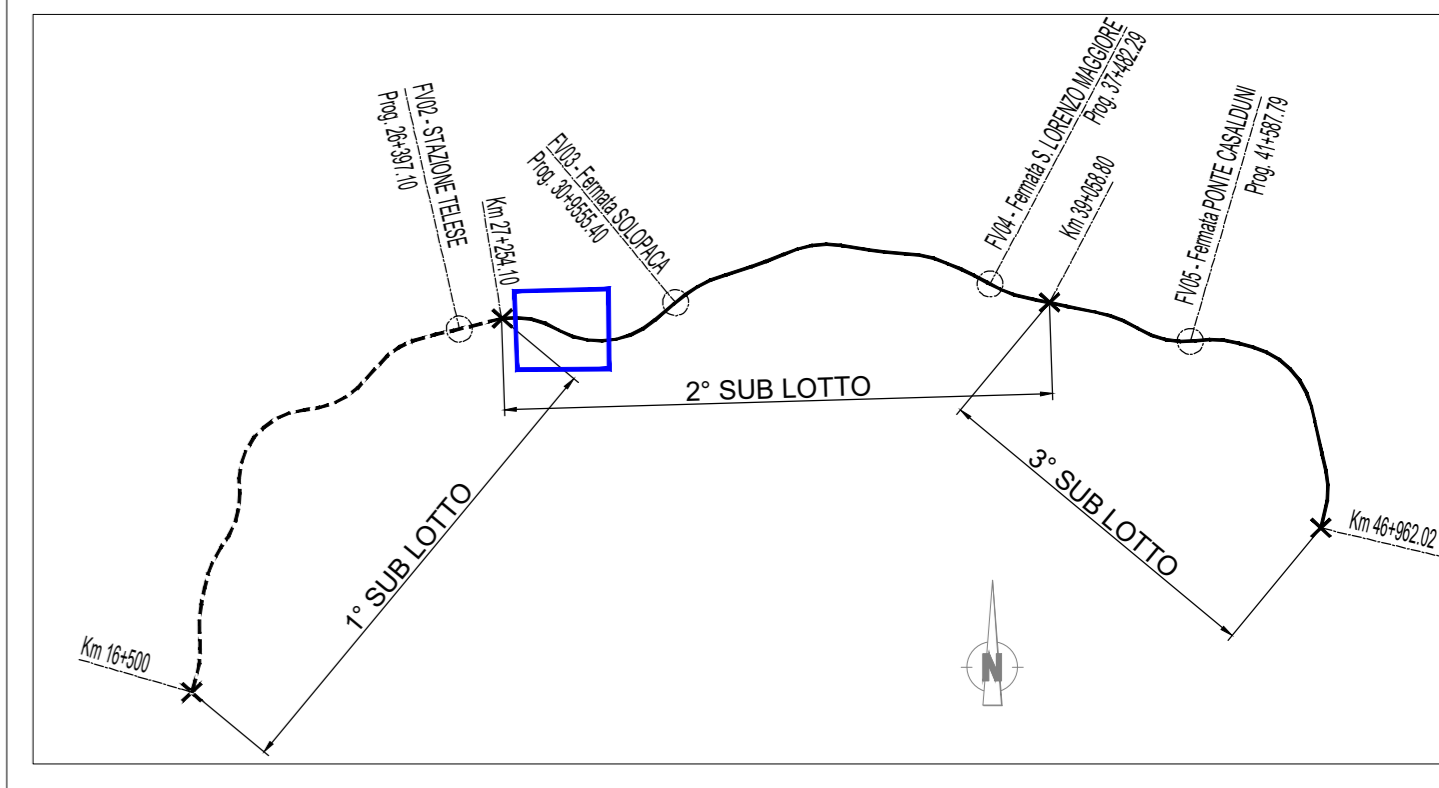 FV02 - STAZIONE TELESE
Prog. 26+397.10
Km 27+254.10
FV03 - Fermata SOLOPACA
Prog. 30+9555.40
FV04 - Fermata S. LORENZO MAGGIORE
Prog. 37+482.29
Km 39+058.80
FV05 - Fermata PONTE CASALDUNI
Prog. 41+587.79
2° SUB LOTTO
1° SUB LOTTO
3° SUB LOTTO
Km 46+962.02
Km 16+500
N